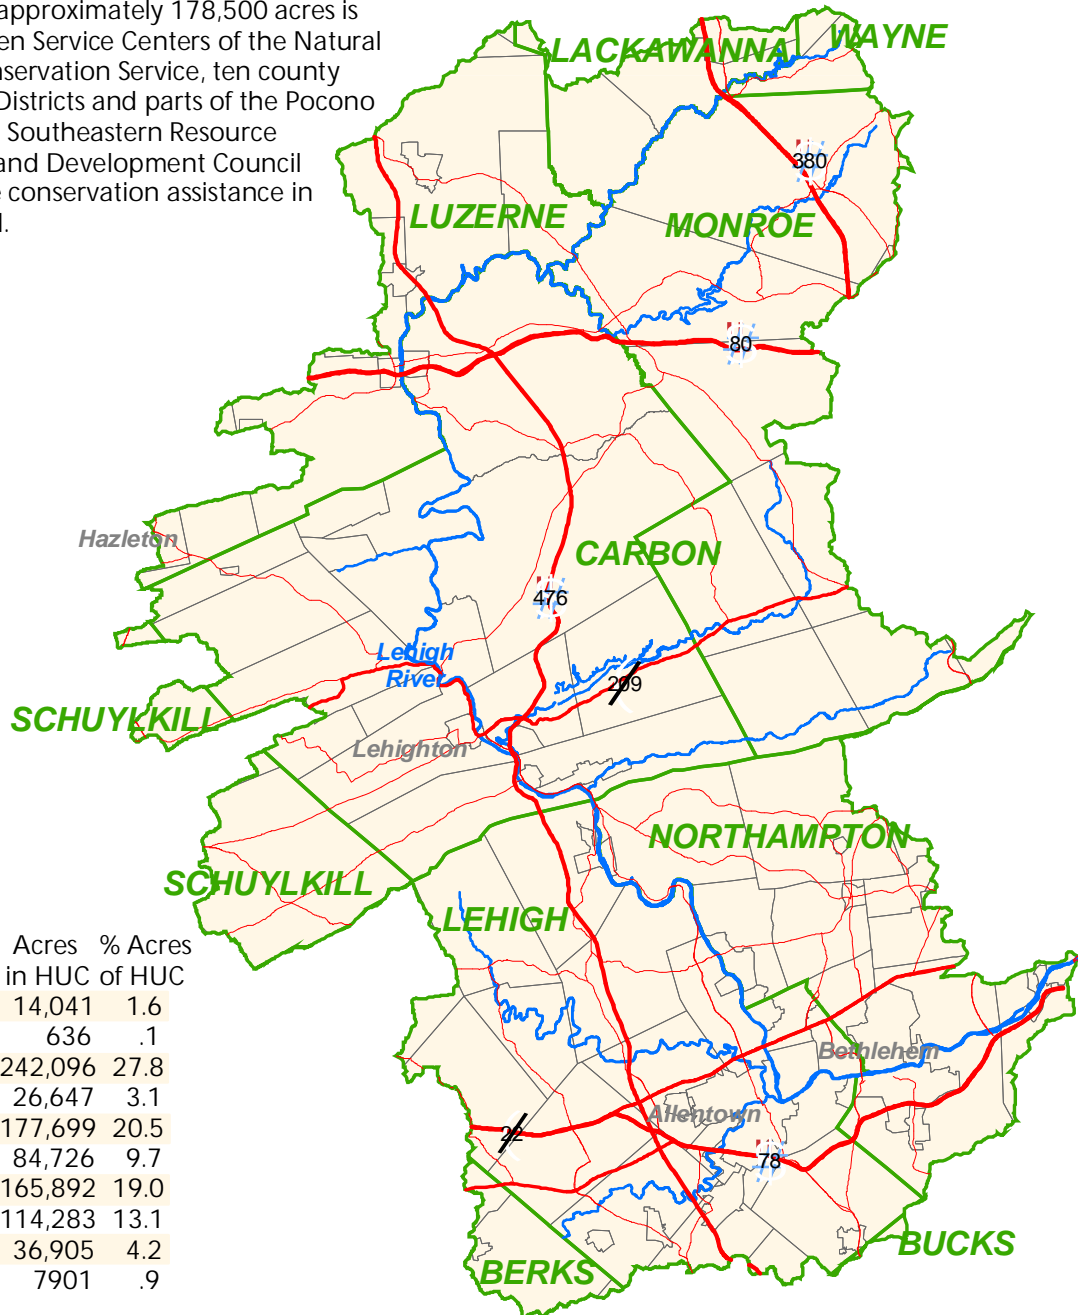 approximately 178,500 acres is
en Service Centers of the Natural
nservation Service, ten county
Districts and parts of the Pocono
Southeastern Resource
and Development Council
e conservation assistance in
LACKAWANNA
WAYNE
380
LUZERNE
MONROE
80
Hazleton
CARBON
476
Lehigh
River
209
SCHUYLKILL
Lehighton
NORTHAMPTON
SCHUYLKILL
LEHIGH
Acres % Acres
in HUC of HUC
14,041 1.6
636 .1
242,096 27.8
26,647 3.1
177,699 20.5
84,726 9.7
165,892 19.0
114,283 13.1
36,905 4.2
7901 .9
Bethlehem
Allentown
22
78
BUCKS
BERKS